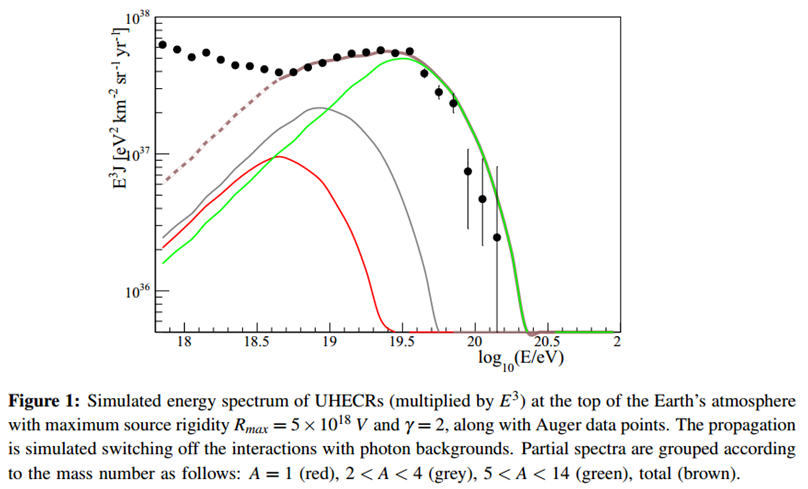 10^38
E^3J [eV^2 km^-2 sr^-1 yr^-1]
10^37
10^36
18 18.5 19 19.5 20 20.5 2
log_10(E/eV)
Figure 1: Simulated energy spectrum of UHECRs (multiplied by E^3) at the top of the Earth's atmosphere
with maximum source rigidity R_max = 5 × 10^18 V and γ = 2, along with Auger data points. The propagation
is simulated switching off the interactions with photon backgrounds. Partial spectra are grouped according
to the mass number as follows: A = 1 (red), 2 < A < 4 (grey), 5 < A < 14 (green), total (brown).